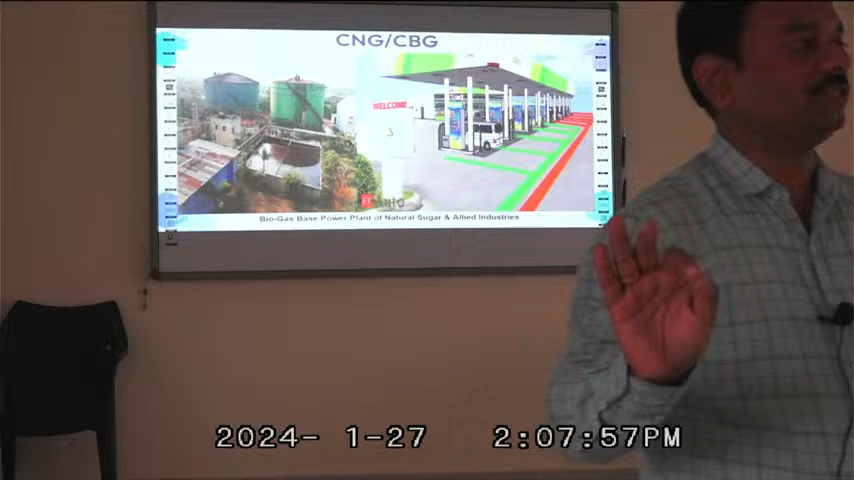 CNG/CBG
WELCOME
Bio-Gas Base Power Plant of Natural Sugar & Allied Industries
2024- 1-27 2:07:57PM